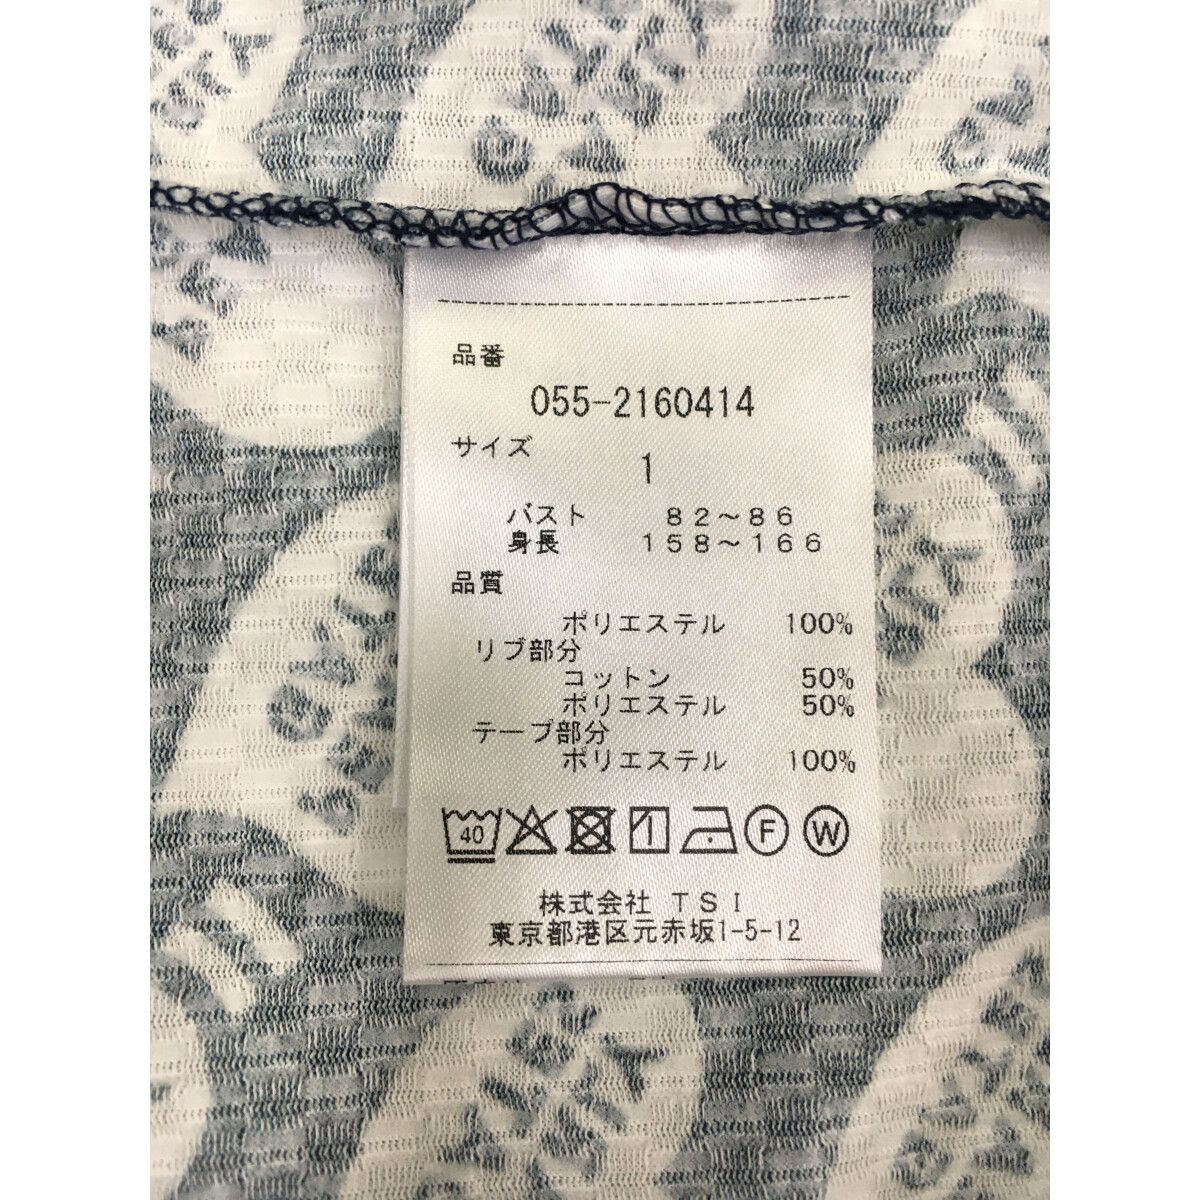 品番
055-2160414
サイズ
1
バスト 82～86
身長 158～166
品質
ポリエステル 100%
リブ部分
コットン 50%
ポリエステル 50%
テープ部分
ポリエステル 100%
40 1 F W
株式会社 TSI
東京都港区元赤坂1-5-12